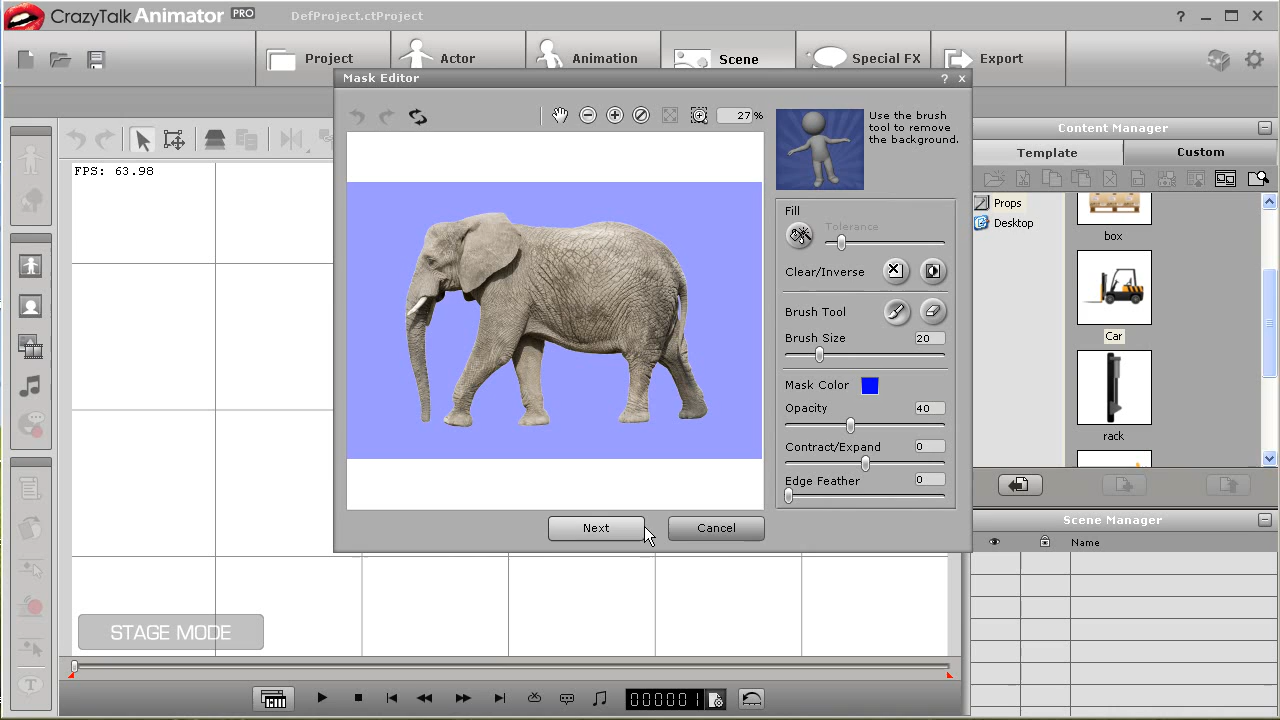 CrazyTalk Animator PRO
DefProject.ctProject
Project
Actor
Animation
Scene
Special FX
Export
Mask Editor
27 %
Use the brush
tool to remove
the background.
Fill
Tolerance
Clear/Inverse
Brush Tool
Brush Size 20
Mask Color
Opacity 40
Contract/Expand 0
Edge Feather 0
Next
Cancel
FPS: 63.98
Content Manager
Template
Custom
Props
Desktop
box
Car
rack
Scene Manager
Name
STAGE MODE
000001